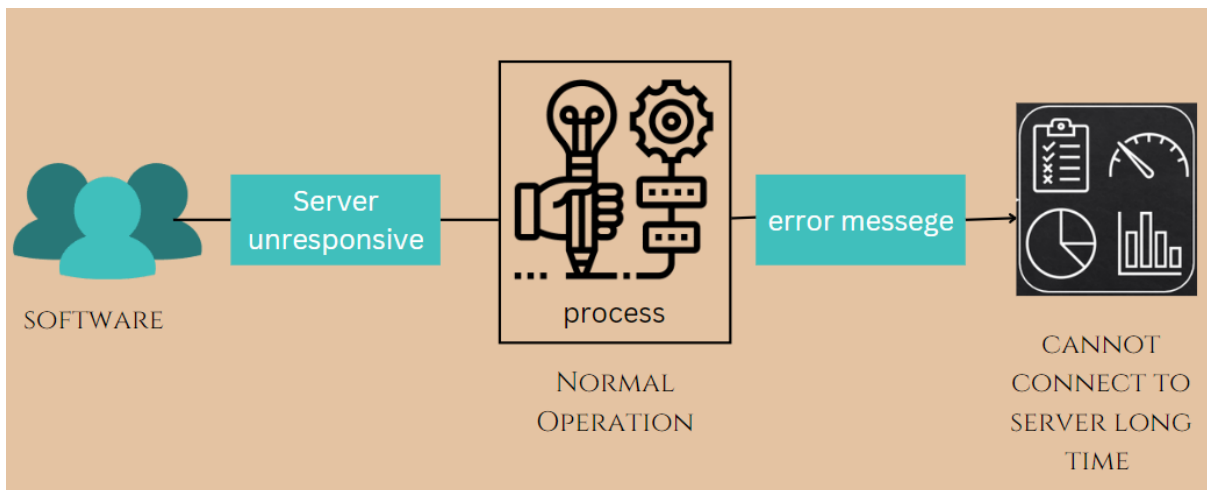 Server
unresponsive
error messege
process
SOFTWARE
NORMAL
OPERATION
CANNOT
CONNECT TO
SERVER LONG
TIME